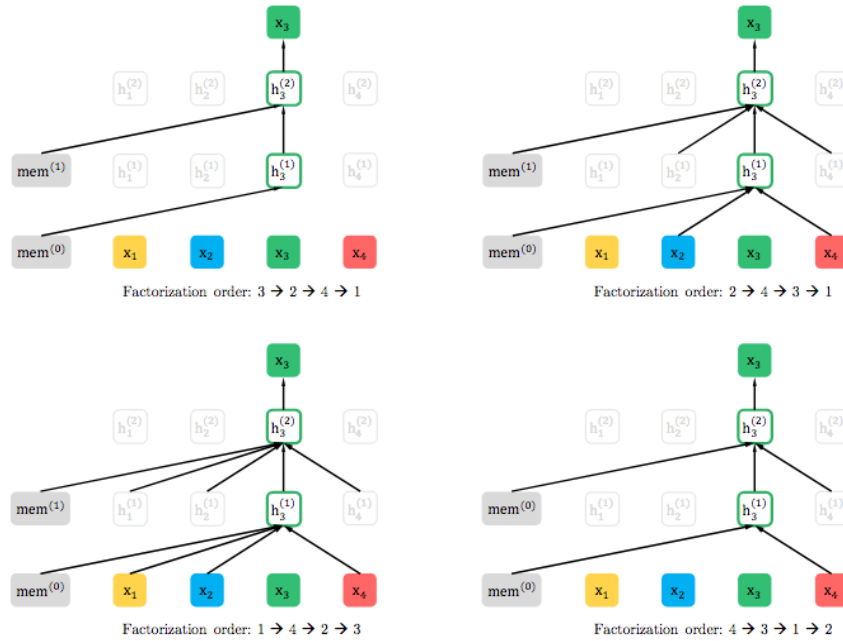 x₃ x₃
h₁⁽²⁾ h₂⁽²⁾ h₃⁽²⁾ h₄⁽²⁾ h₁⁽²⁾ h₂⁽²⁾ h₃⁽²⁾ h₄⁽²⁾
mem⁽¹⁾ h₁⁽¹⁾ h₂⁽¹⁾ h₃⁽¹⁾ h₄⁽¹⁾ mem⁽¹⁾ h₁⁽¹⁾ h₂⁽¹⁾ h₃⁽¹⁾ h₄⁽¹⁾
mem⁽⁰⁾ x₁ x₂ x₃ x₄ mem⁽⁰⁾ x₁ x₂ x₃ x₄
Factorization order: 3 → 2 → 4 → 1 Factorization order: 2 → 4 → 3 → 1
x₃ x₃
h₁⁽²⁾ h₂⁽²⁾ h₃⁽²⁾ h₄⁽²⁾ h₁⁽²⁾ h₂⁽²⁾ h₃⁽²⁾ h₄⁽²⁾
mem⁽¹⁾ h₁⁽¹⁾ h₂⁽¹⁾ h₃⁽¹⁾ h₄⁽¹⁾ mem⁽⁰⁾ h₁⁽¹⁾ h₂⁽¹⁾ h₃⁽¹⁾ h₄⁽¹⁾
mem⁽⁰⁾ x₁ x₂ x₃ x₄ mem⁽⁰⁾ x₁ x₂ x₃ x₄
Factorization order: 1 → 4 → 2 → 3 Factorization order: 4 → 3 → 1 → 2